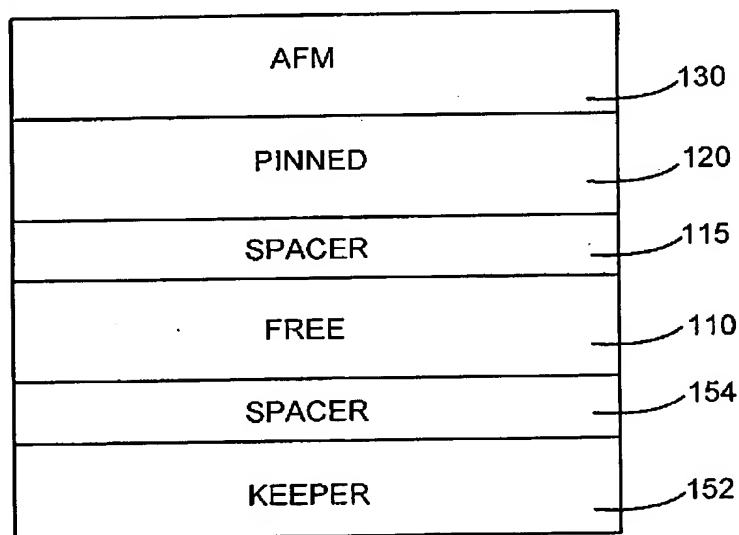 AFM
130
PINNED
120
SPACER
115
FREE
110
SPACER
154
KEEPER
152